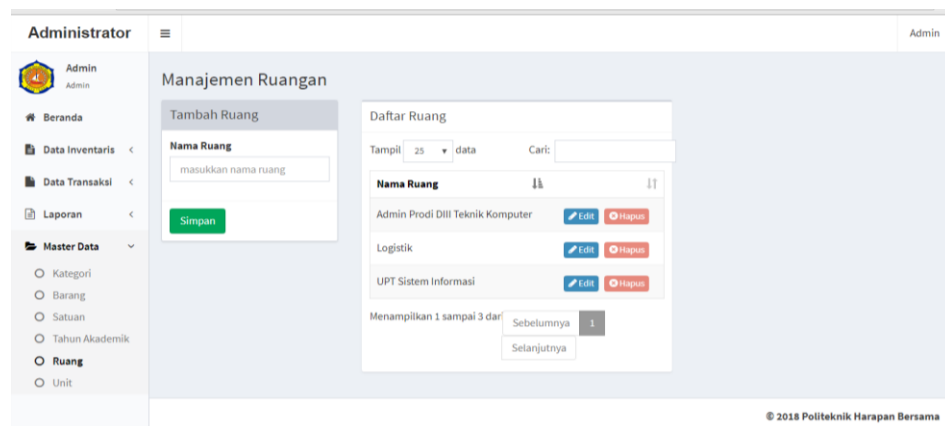 Administrator
Admin
Admin
Admin
Beranda
Data Inventaris
Data Transaksi
Laporan
Master Data
Kategori
Barang
Satuan
Tahun Akademik
Ruang
Unit
Manajemen Ruangan
Tambah Ruang
Nama Ruang
masukkan nama ruang
Simpan
Daftar Ruang
Tampil 25 data Cari:
Nama Ruang
Admin Prodi DIII Teknik Komputer Edit Hapus
Logistik Edit Hapus
UPT Sistem Informasi Edit Hapus
Menampilkan 1 sampai 3 dari Sebelumnya 1
Selanjutnya
© 2018 Politeknik Harapan Bersama